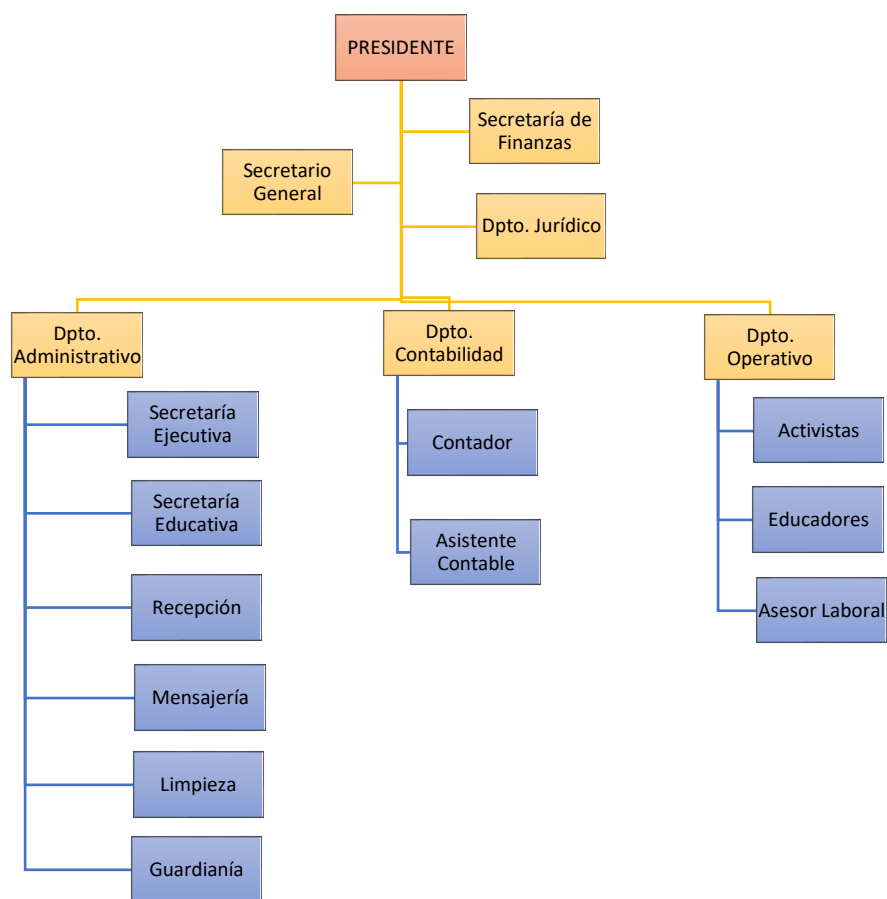 PRESIDENTE
Secretaría de
Finanzas
Secretario
General
Dpto. Jurídico
Dpto.
Administrativo
Dpto.
Contabilidad
Dpto.
Operativo
Secretaría
Ejecutiva
Secretaría
Educativa
Recepción
Mensajería
Limpieza
Guardianía
Contador
Asistente
Contable
Activistas
Educadores
Asesor Laboral